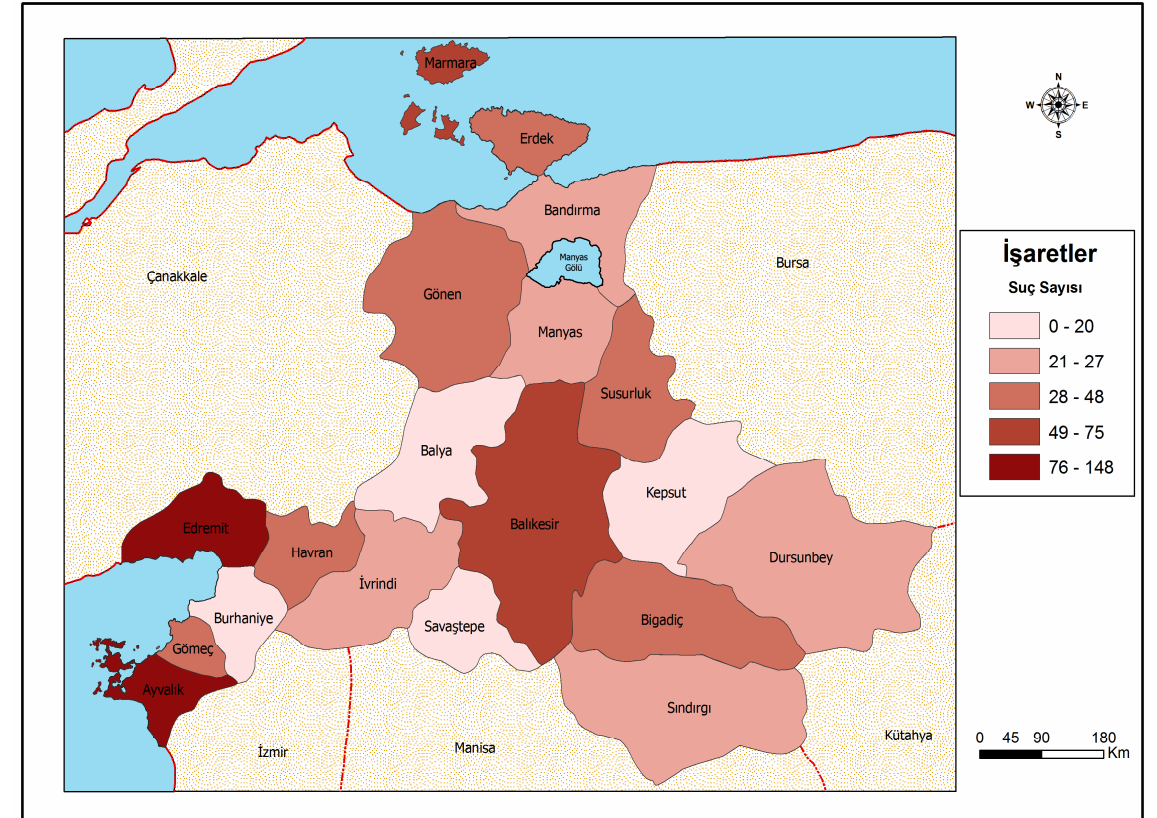 Marmara
Erdek
Bandırma
Manyas
Gölü
Çanakkale
Bursa
Gönen
Manyas
Susurluk
Balya
Kepsut
Edremit
Balıkesir
Havran
Dursunbey
İvrindi
Burhaniye
Savaştepe
Bigadiç
Gömeç
Ayvalık
Sındırgı
İzmir
Manisa
Kütahya
N
W E
S
İşaretler
Suç Sayısı
0 - 20
21 - 27
28 - 48
49 - 75
76 - 148
0 45 90 180
Km